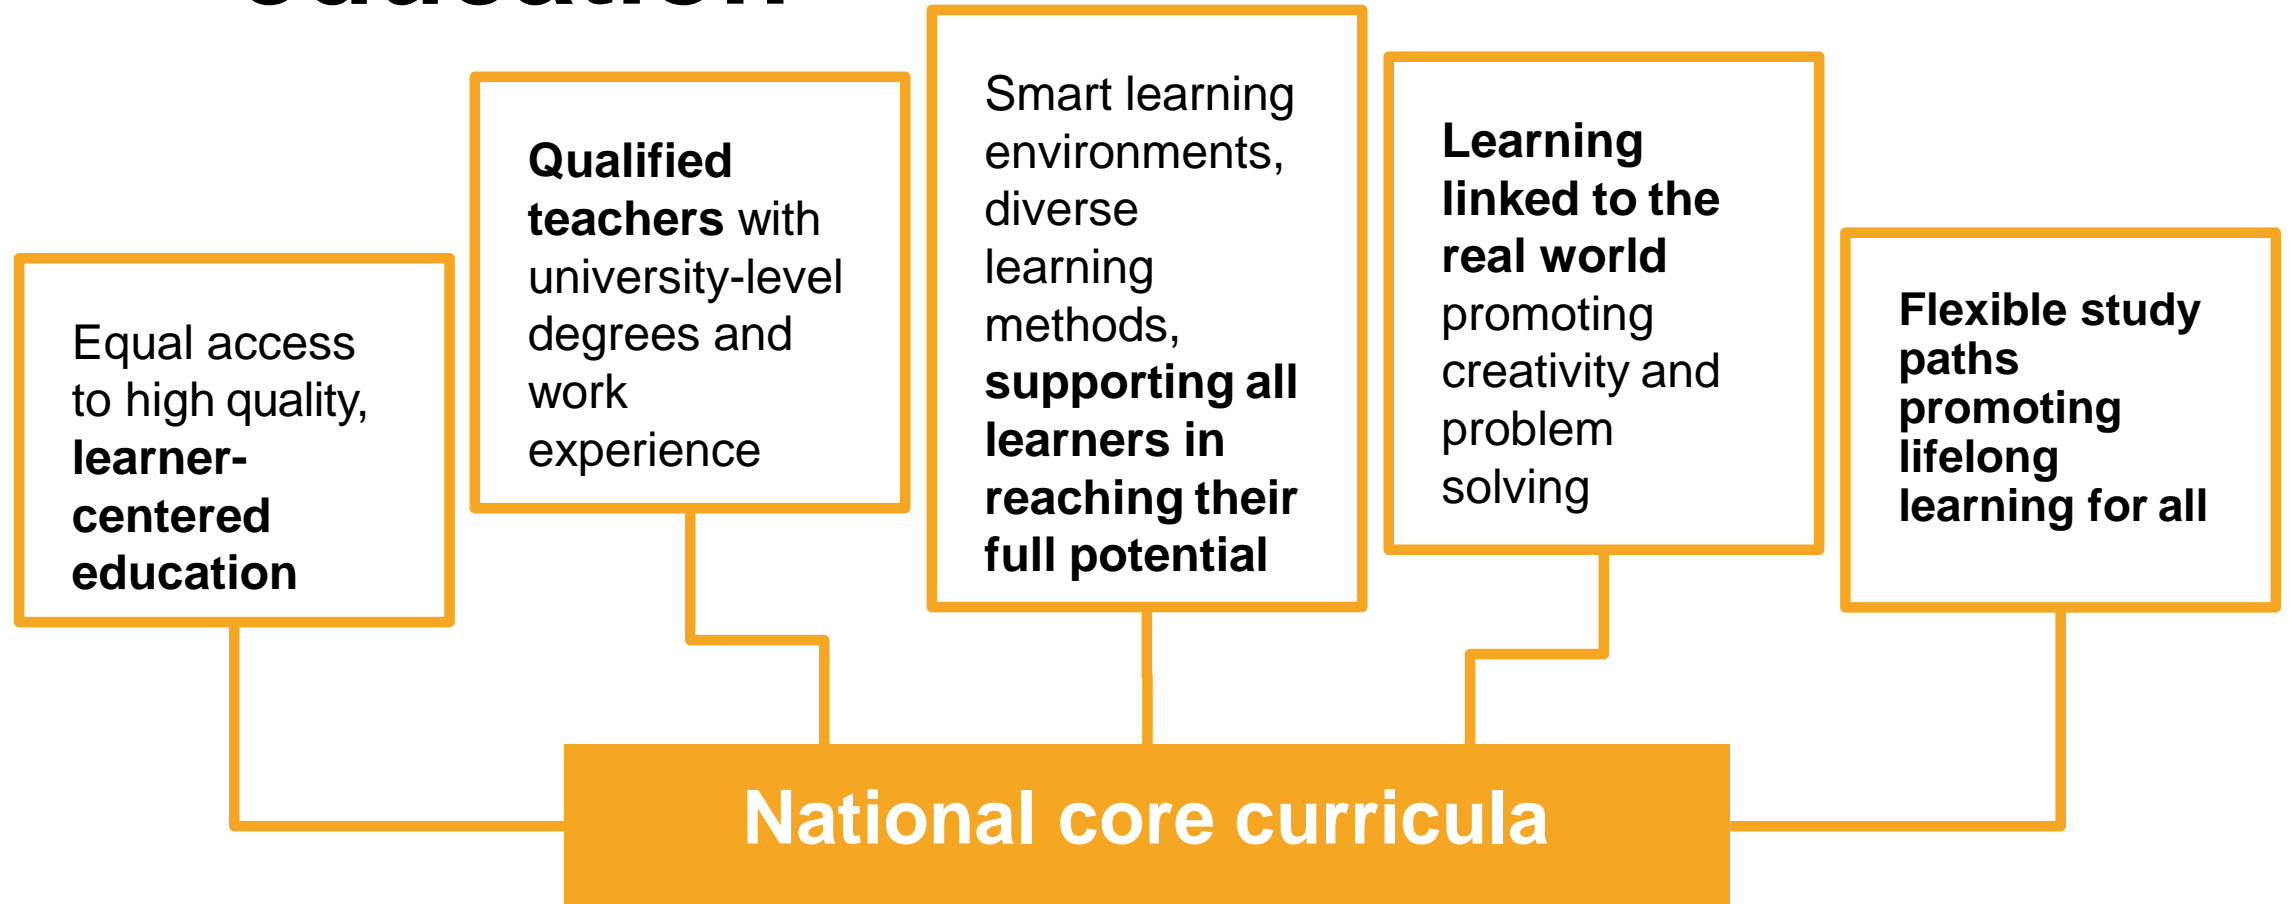 education
Equal access
to high quality,
learner-
centered
education
Qualified
teachers with
university-level
degrees and
work
experience
Smart learning
environments,
diverse
learning
methods,
supporting all
learners in
reaching their
full potential
Learning
linked to the
real world
promoting
creativity and
problem
solving
Flexible study
paths
promoting
lifelong
learning for all
National core curricula